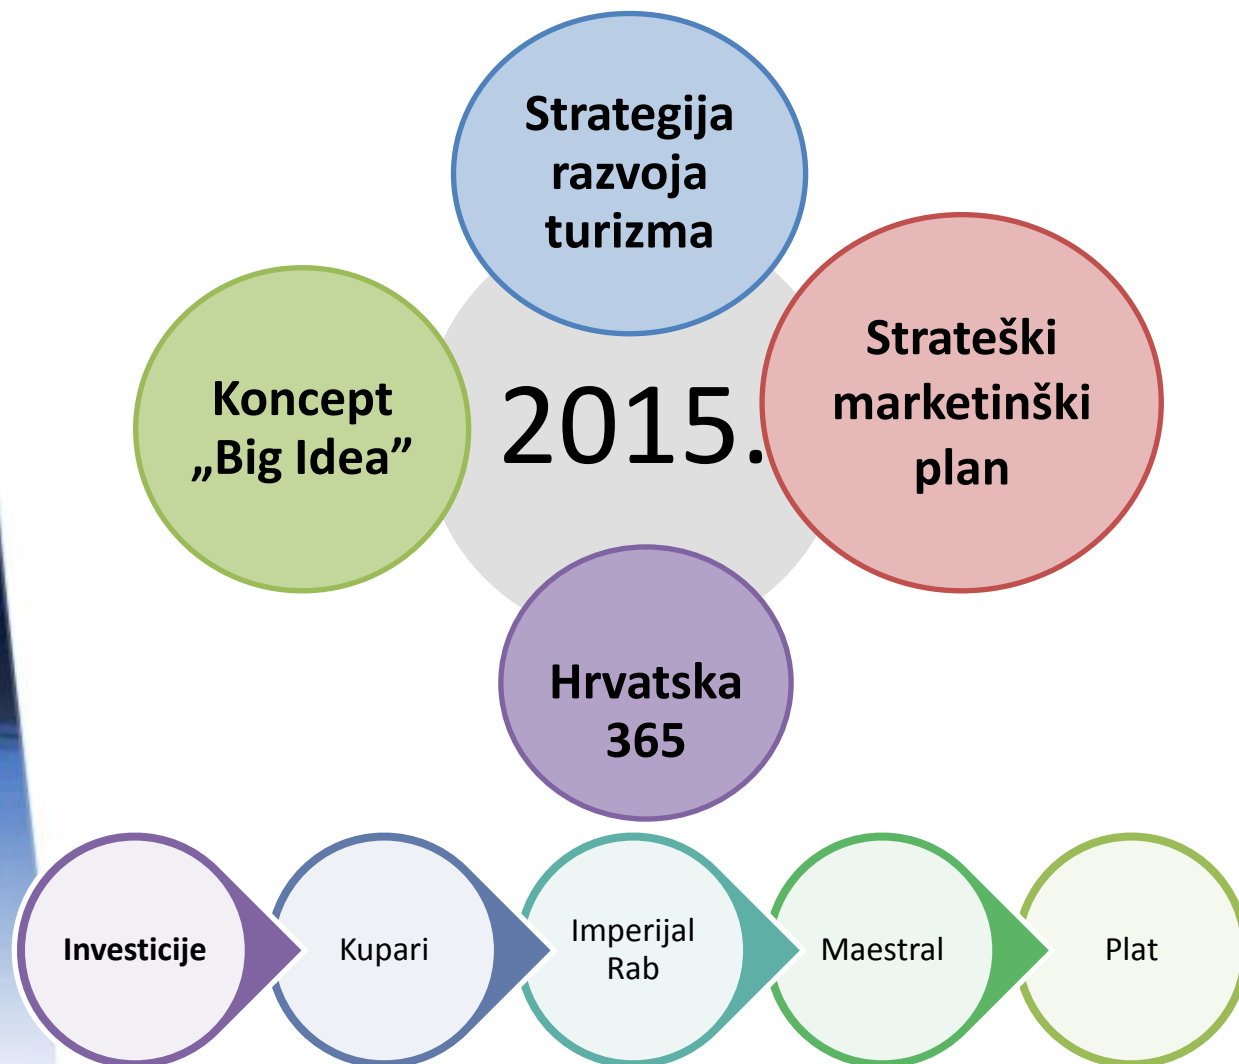 Strategija
razvoja
turizma
Strateški
marketinški
plan
Koncept
„Big Idea”
2015.
Hrvatska
365
Investicije
Kupari
Imperijal
Rab
Maestral
Plat